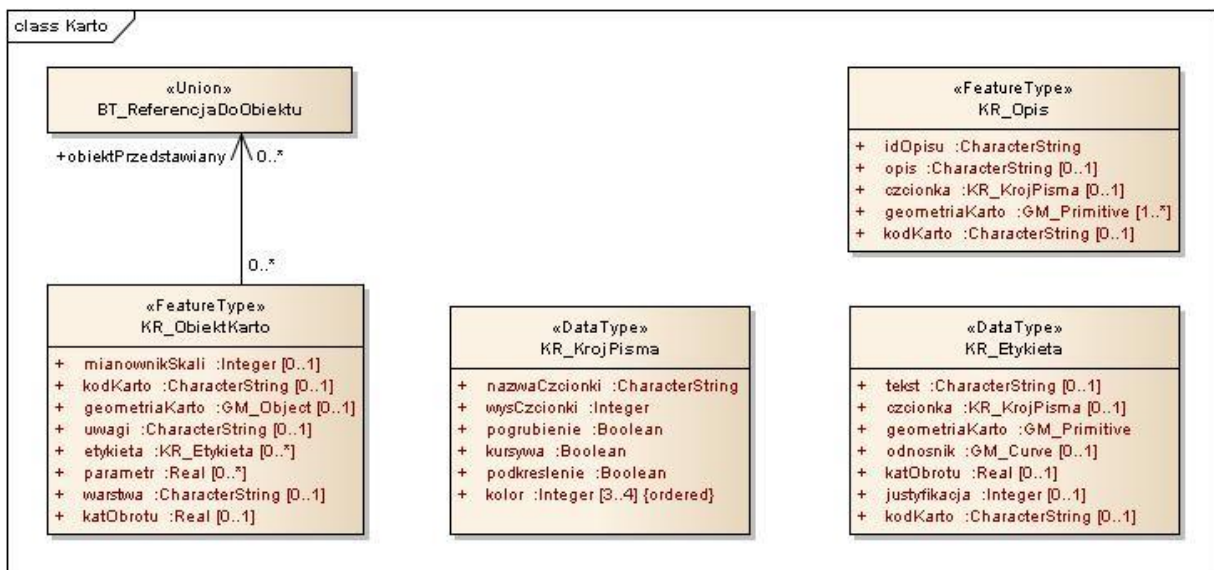 class Karto
«Union»
BT_ReferencjaDoObiektu
+obiektPrzedstawiany
0..*
0..*
«FeatureType»
KR_ObiektKarto
+ mianownikSkali :Integer [0..1]
+ kodKarto :CharacterString [0..1]
+ geometriaKarto :GM_Object [0..1]
+ uwagi :CharacterString [0..1]
+ etykieta :KR_Etykieta [0..*]
+ parametr :Real [0..*]
+ warstwa :CharacterString [0..1]
+ katObrotu :Real [0..1]
«DataType»
KR_KrojPisma
+ nazwaCzcionki :CharacterString
+ wysCzcionki :Integer
+ pogrubienie :Boolean
+ kursywa :Boolean
+ podkreslenie :Boolean
+ kolor :Integer [3..4] {ordered}
«FeatureType»
KR_Opis
+ idOpisu :CharacterString
+ opis :CharacterString [0..1]
+ czcionka :KR_KrojPisma [0..1]
+ geometriaKarto :GM_Primitive [1..*]
+ kodKarto :CharacterString [0..1]
«DataType»
KR_Etykieta
+ tekst :CharacterString [0..1]
+ czcionka :KR_KrojPisma [0..1]
+ geometriaKarto :GM_Primitive
+ odnosnik :GM_Curve [0..1]
+ katObrotu :Real [0..1]
+ justyfikacja :Integer [0..1]
+ kodKarto :CharacterString [0..1]